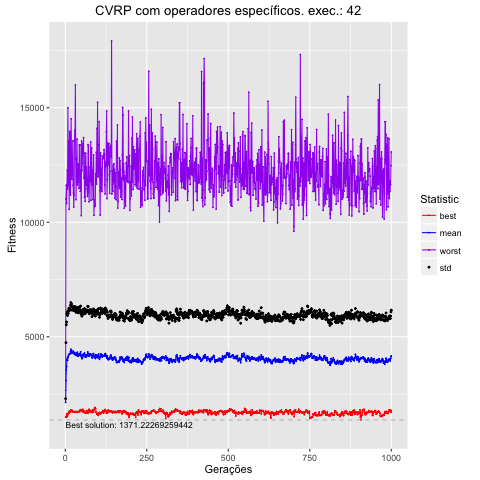 CVRP com operadores específicos. exec.: 42
Fitness
15000
10000
5000
Best solution: 1371.22269259442
0
250
500
750
1000
Gerações
Statistic
best
mean
worst
std